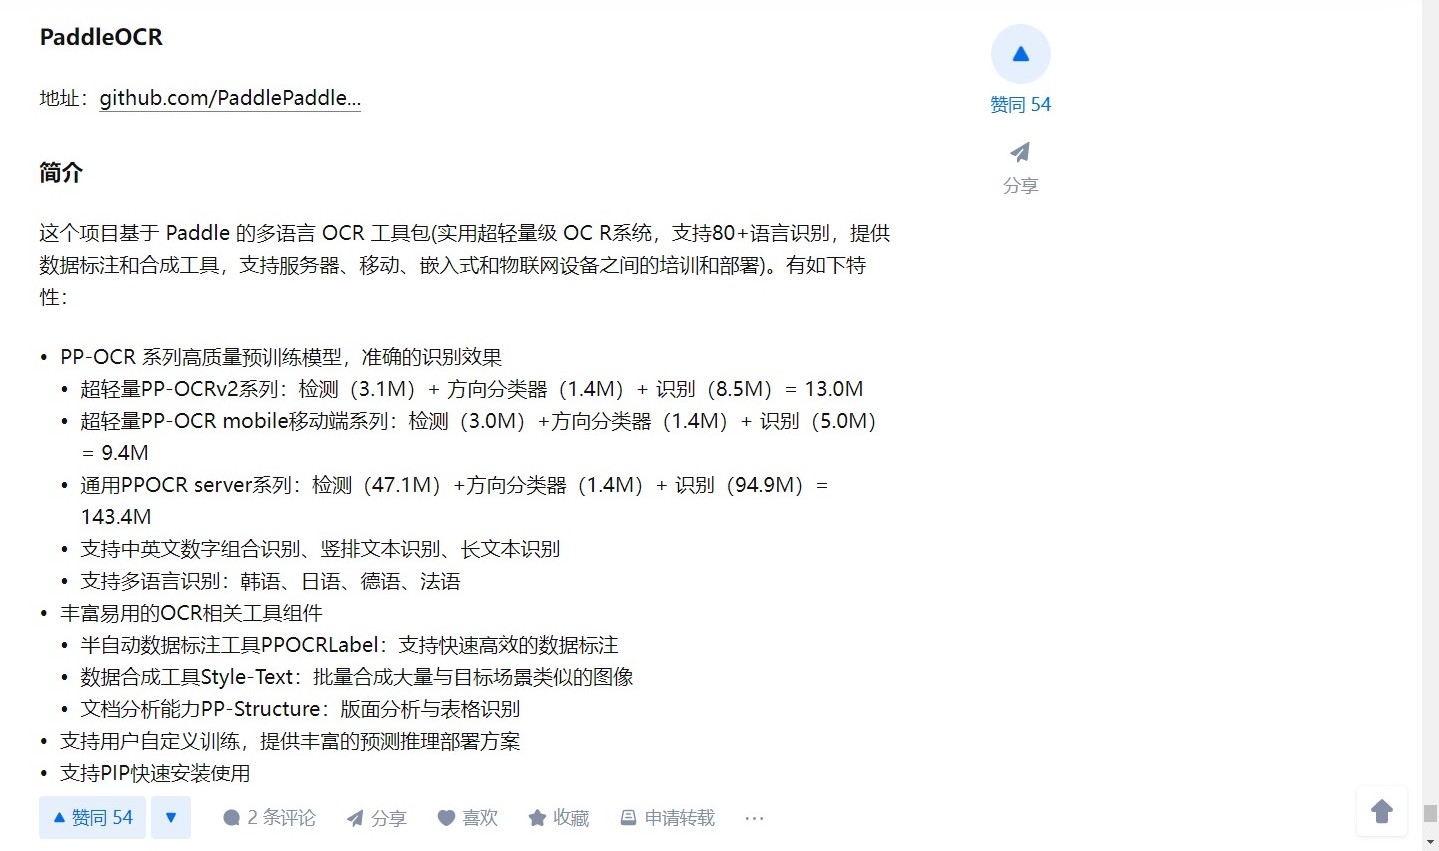 PaddleOCR
地址：github.com/PaddlePaddle...
简介
这个项目基于 Paddle 的多语言 OCR 工具包(实用超轻量级 OC R系统，支持80+语言识别，提供
数据标注和合成工具，支持服务器、移动、嵌入式和物联网设备之间的培训和部署)。有如下特
性：
• PP-OCR 系列高质量预训练模型，准确的识别效果
• 超轻量PP-OCRv2系列：检测（3.1M）+ 方向分类器（1.4M）+ 识别（8.5M）= 13.0M
• 超轻量PP-OCR mobile移动端系列：检测（3.0M）+方向分类器（1.4M）+ 识别（5.0M）
= 9.4M
• 通用PPOCR server系列：检测（47.1M）+方向分类器（1.4M）+ 识别（94.9M）=
143.4M
• 支持中英文数字组合识别、竖排文本识别、长文本识别
• 支持多语言识别：韩语、日语、德语、法语
• 丰富易用的OCR相关工具组件
• 半自动数据标注工具PPOCRLabel：支持快速高效的数据标注
• 数据合成工具Style-Text：批量合成大量与目标场景类似的图像
• 文档分析能力PP-Structure：版面分析与表格识别
• 支持用户自定义训练，提供丰富的预测推理部署方案
• 支持PIP快速安装使用
▲ 赞同 54 ▼ 2 条评论 分享 喜欢 收藏 申请转载 ···
赞同 54
分享